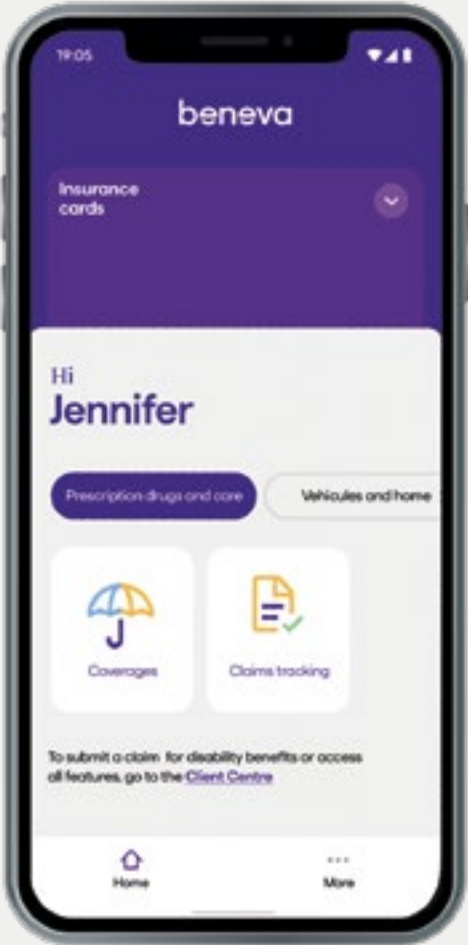 19:05
beneva
Insurance
cards
Hi
Jennifer
Prescription drugs and care
Vehicules and home
Coverages
Claims tracking
To submit a claim for disability benefits or access
all features, go to the Client Centre
Home
More